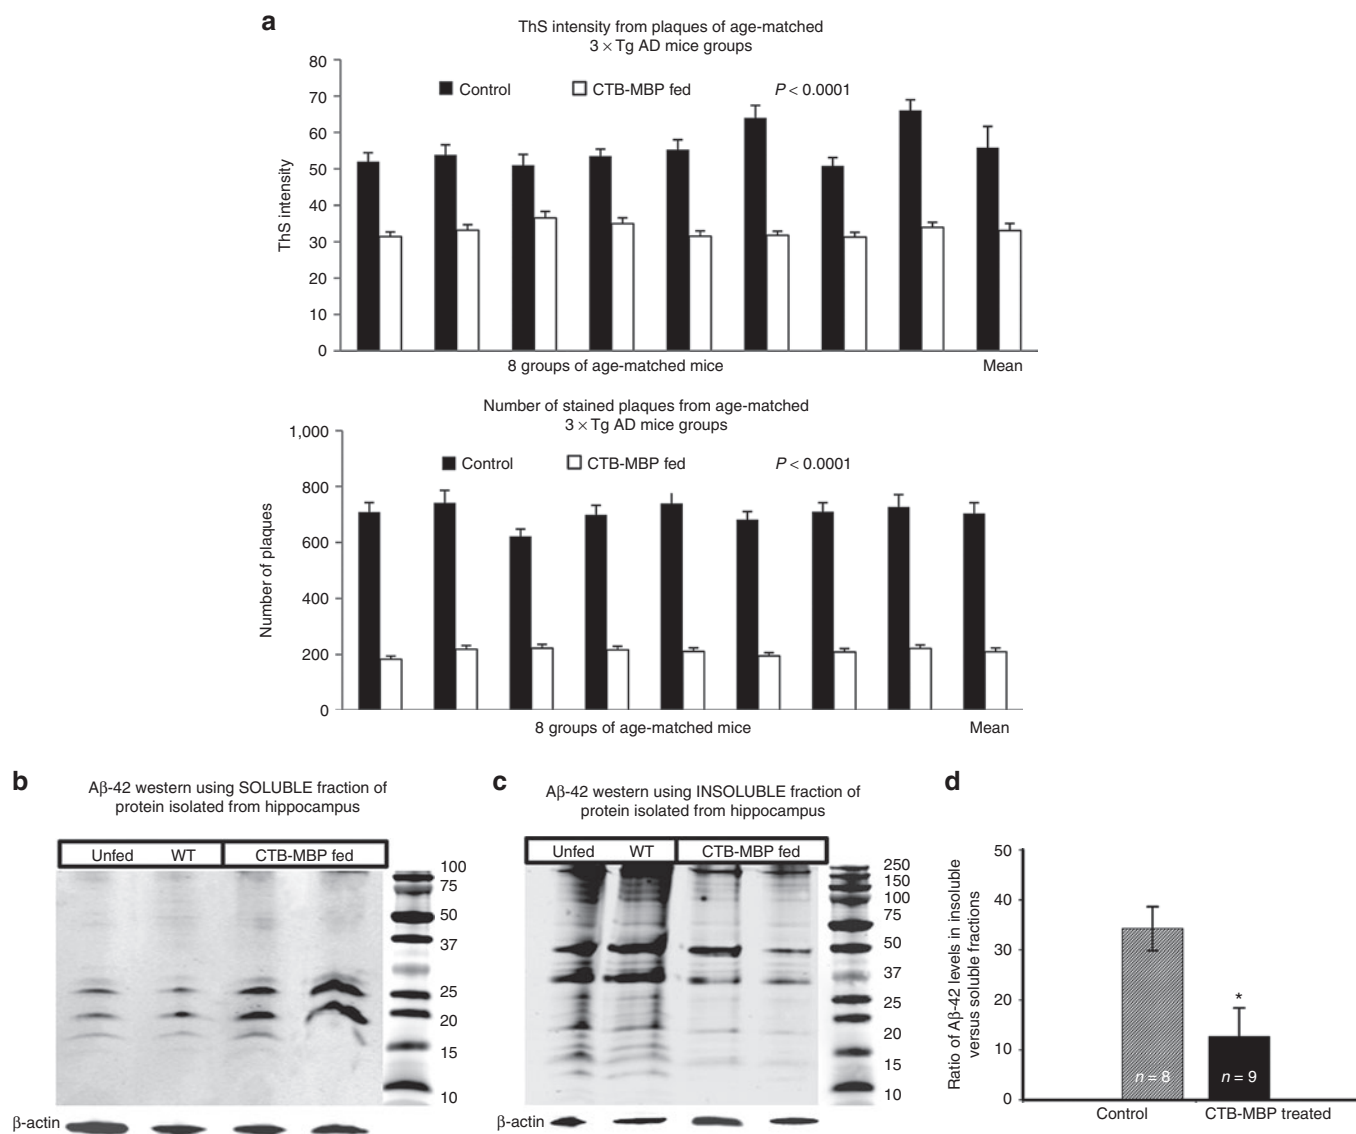 a
ThS intensity from plaques of age-matched
3 × Tg AD mice groups
80
70
60
50
40
30
20
10
0
ThS intensity
Control
CTB-MBP fed
P < 0.0001
8 groups of age-matched mice
Mean
Number of stained plaques from age-matched
3 × Tg AD mice groups
1,000
800
600
400
200
0
Number of plaques
Control
CTB-MBP fed
P < 0.0001
8 groups of age-matched mice
Mean
b
Aβ-42 western using SOLUBLE fraction of
protein isolated from hippocampus
Unfed WT CTB-MBP fed
100
75
50
37
25
20
15
10
β-actin
c
Aβ-42 western using INSOLUBLE fraction of
protein isolated from hippocampus
Unfed WT CTB-MBP fed
250
150
100
75
50
37
25
20
15
10
β-actin
d
Ratio of Aβ-42 levels in insoluble
versus soluble fractions
50
40
30
20
10
0
*
n = 8
n = 9
Control
CTB-MBP treated